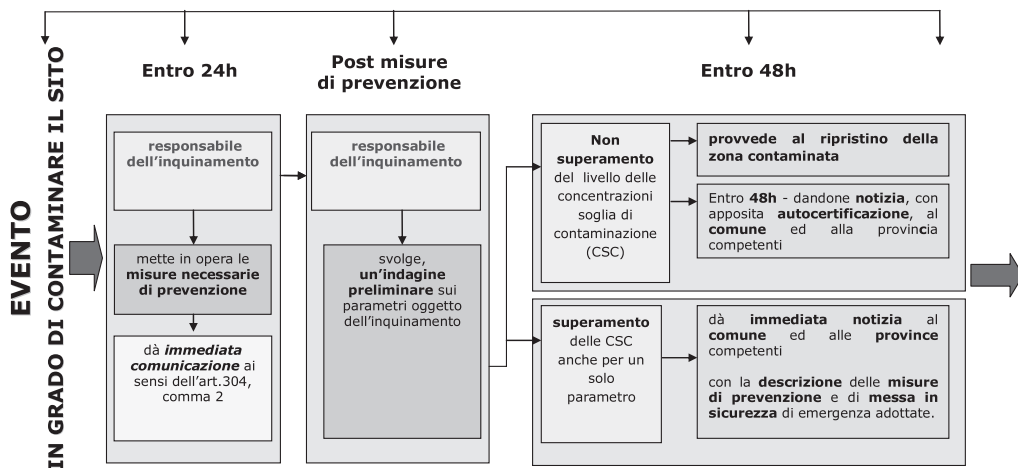 EVENTO
IN GRADO DI CONTAMINARE IL SITO
Entro 24h
responsabile
dell'inquinamento
mette in opera le
misure necessarie
di prevenzione
dà immediata
comunicazione ai
sensi dell'art.304,
comma 2
Post misure
di prevenzione
responsabile
dell'inquinamento
svolge,
un'indagine
preliminare sui
parametri oggetto
dell'inquinamento
Entro 48h
Non
superamento
del livello delle
concentrazioni
soglia di
contaminazione
(CSC)
provvede al ripristino della
zona contaminata
Entro 48h - dandone notizia, con
apposita autocertificazione, al
comune ed alla provincia
competenti
superamento
delle CSC
anche per un
solo
parametro
dà immediata notizia al
comune ed alle province
competenti
con la descrizione delle misure
di prevenzione e di messa in
sicurezza di emergenza adottate.